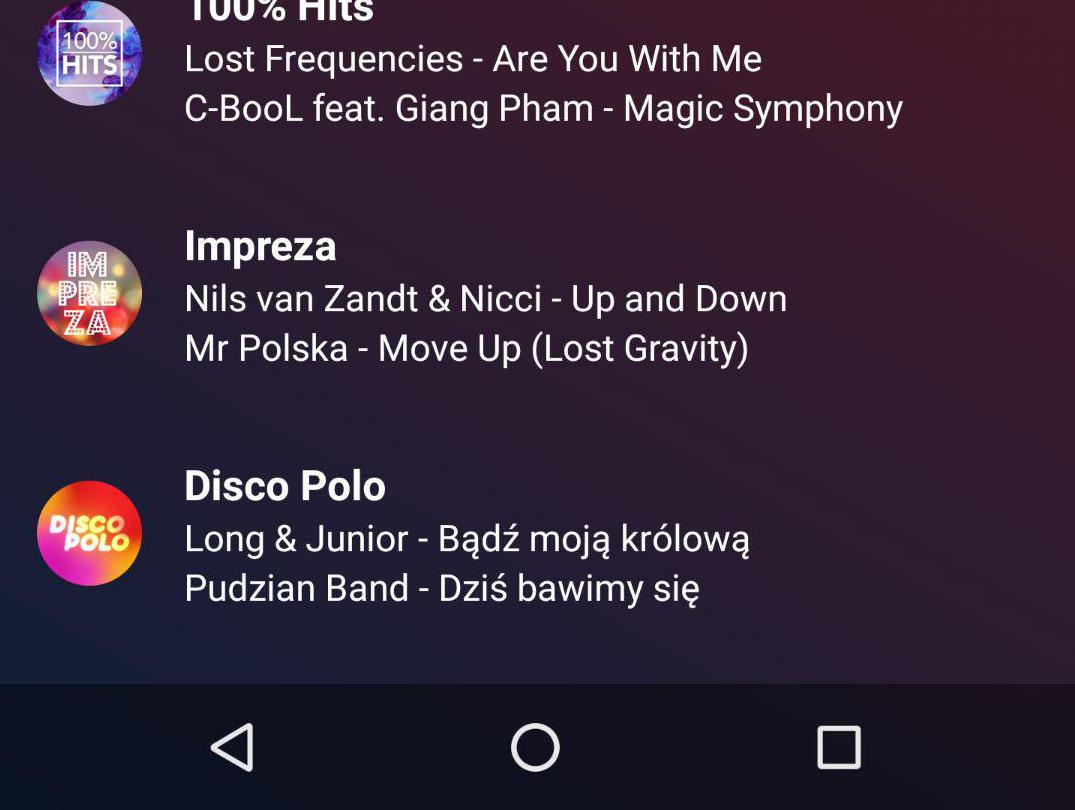 100% Hits
100%
HITS
Lost Frequencies - Are You With Me
C-BooL feat. Giang Pham - Magic Symphony
Impreza
IM
PRE
ZA
Nils van Zandt & Nicci - Up and Down
Mr Polska - Move Up (Lost Gravity)
Disco Polo
DISCO
POLO
Long & Junior - Bądź moją królową
Pudzian Band - Dziś bawimy się